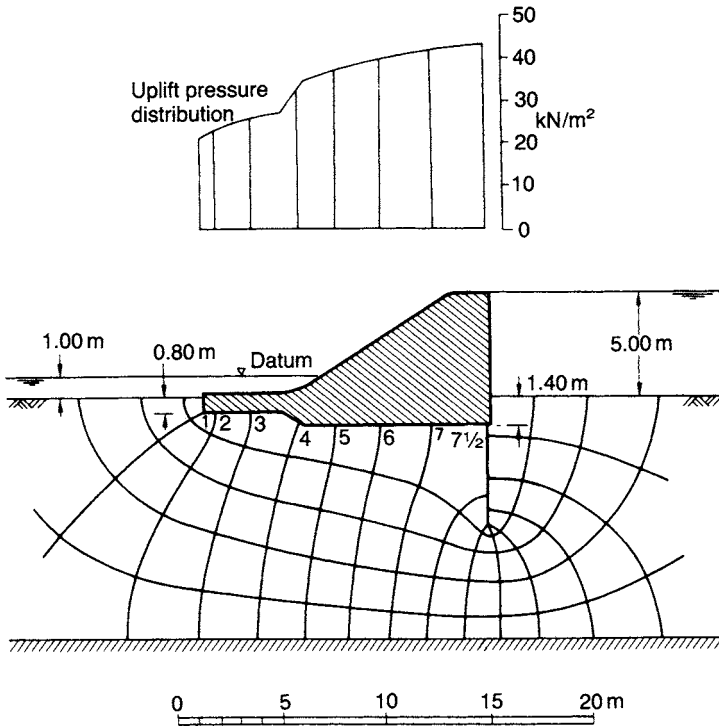 50
40
30
20
10
0
kN/m²
Uplift pressure
distribution
1.00 m
0.80 m
Datum
5.00 m
1.40 m
1 2 3 4 5 6 7 7½
0 5 10 15 20 m